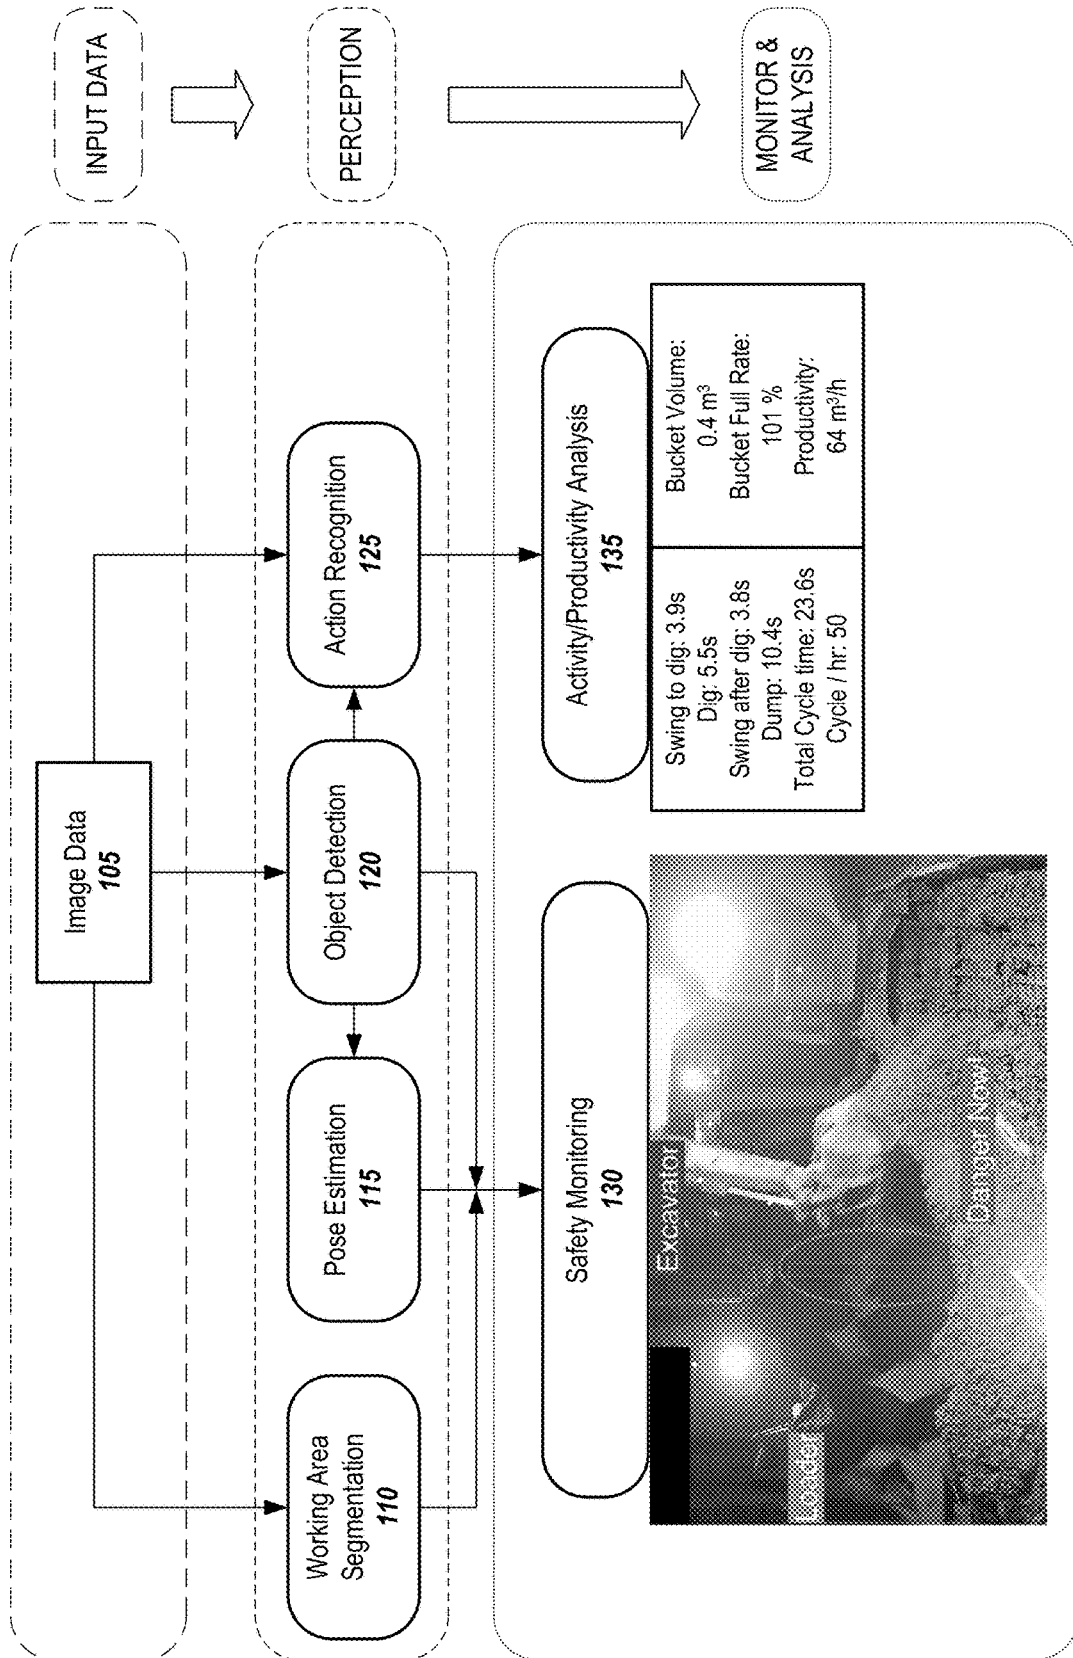 INPUT DATA
PERCEPTION
MONITOR &
ANALYSIS
Image Data
105
Working Area
Segmentation
110
Pose Estimation
115
Object Detection
120
Action Recognition
125
Safety Monitoring
130
Activity/Productivity Analysis
135
Excavator
Loader
Danger Now!
Swing to dig: 3.9s
Dig: 5.5s
Swing after dig: 3.8s
Dump: 10.4s
Total Cycle time: 23.6s
Cycle / hr: 50
Bucket Volume:
0.4 m³
Bucket Full Rate:
101 %
Productivity:
64 m³/h